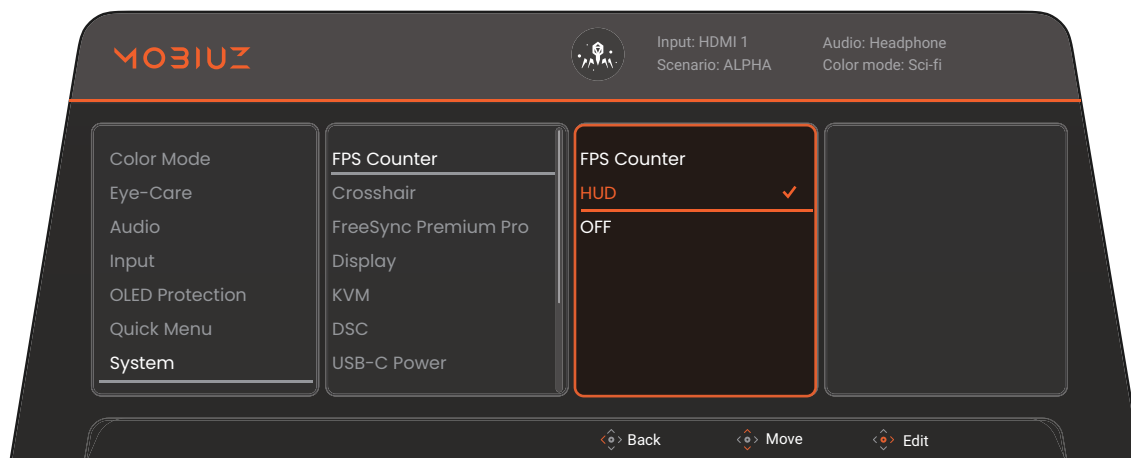 MOBIUZ
Input: HDMI 1
Scenario: ALPHA
Audio: Headphone
Color mode: Sci-fi
Color Mode
Eye-Care
Audio
Input
OLED Protection
Quick Menu
System
FPS Counter
Crosshair
FreeSync Premium Pro
Display
KVM
DSC
USB-C Power
FPS Counter
HUD
OFF
Back
Move
Edit